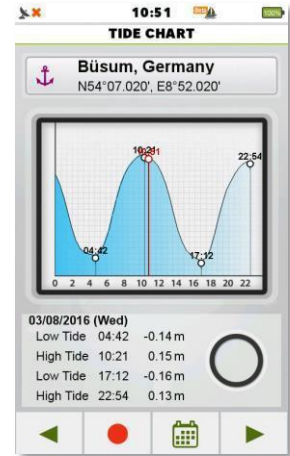 10:51
100%
TIDE CHART
Büsum, Germany
N54°07.020', E8°52.020'
10:21
22:54
04:42
17:12
0 2 4 6 8 10 12 14 16 18 20 22
03/08/2016 (Wed)
Low Tide 04:42 -0.14 m
High Tide 10:21 0.15 m
Low Tide 17:12 -0.16 m
High Tide 22:54 0.13 m